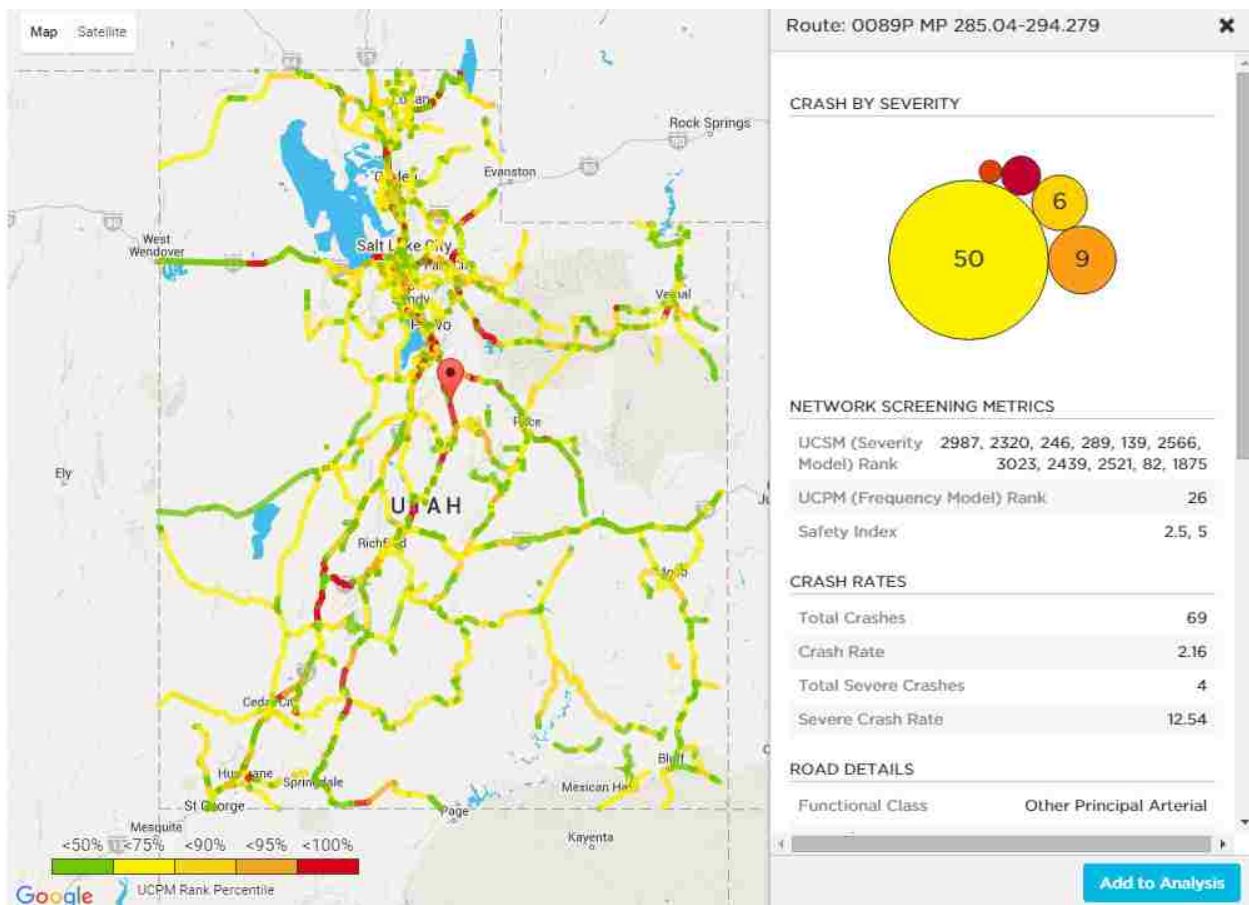 Map Satellite
Logan
Rock Springs
Evanston
West
Wendover
Salt Lake City
Vernal
Price
Ely
UTAH
Richfield
Moab
Cedar City
Hurricane
Springdale
Bluff
Mexican Hat
St George
Page
Mesquite
Kayenta
<50% <75% <90% <95% <100%
UCPM Rank Percentile
Google
Route: 0089P MP 285.04-294.279
CRASH BY SEVERITY
6
50
9
NETWORK SCREENING METRICS
UCSM (Severity Model) Rank 2987, 2320, 246, 289, 139, 2566, 3023, 2439, 2521, 82, 1875
UCPM (Frequency Model) Rank 26
Safety Index 2.5, 5
CRASH RATES
Total Crashes 69
Crash Rate 2.16
Total Severe Crashes 4
Severe Crash Rate 12.54
ROAD DETAILS
Functional Class Other Principal Arterial
Add to Analysis